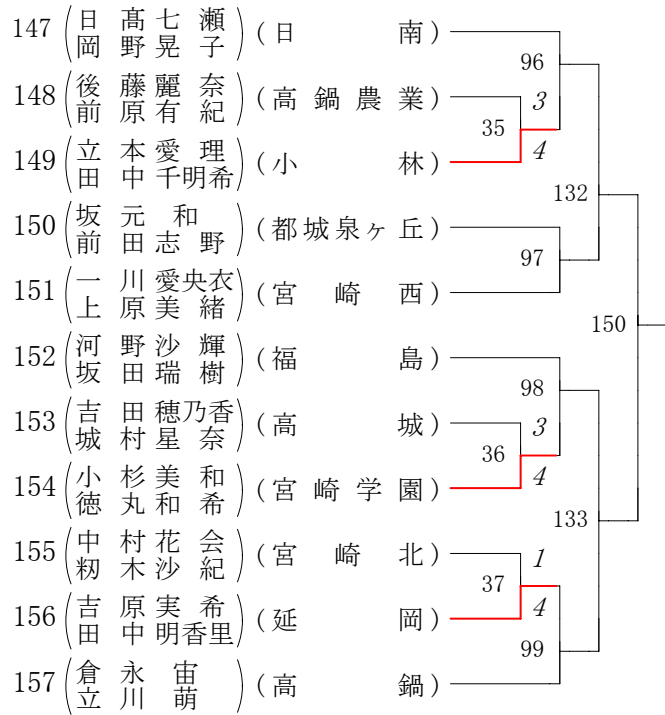 147 日髙七瀬 (日南)
岡野晃子
96
148 後藤麗奈 (高鍋農業)
前原有紀
3
35
4
149 立本愛理 (小林)
田中千明希
132
150 坂元和 (都城泉ヶ丘)
前田志野
97
151 一川愛央衣 (宮崎西)
上原美緒
150
152 河野沙輝 (福島)
坂田瑞樹
98
153 吉田穂乃香 (高城)
城村星奈
3
36
4
154 小杉美和 (宮崎学園)
徳丸和希
133
155 中村花会 (宮崎北)
籾木沙紀
1
37
4
156 吉原実希 (延岡)
田中明香里
99
157 倉永宙 (高鍋)
立川萌